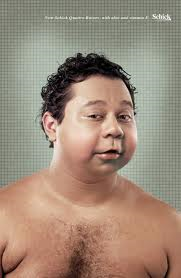 New Schick Quattro Razors. with aloe and vitamin E. Schick